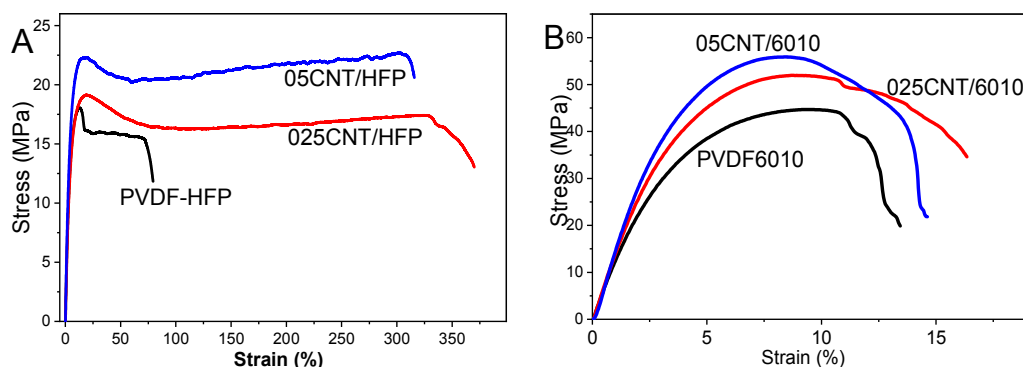 A
25
20
15
10
5
0
Stress (MPa)
05CNT/HFP
025CNT/HFP
PVDF-HFP
0 50 100 150 200 250 300 350
Strain (%)
B
60
50
40
30
20
10
0
Stress (MPa)
05CNT/6010
025CNT/6010
PVDF6010
0 5 10 15
Strain (%)